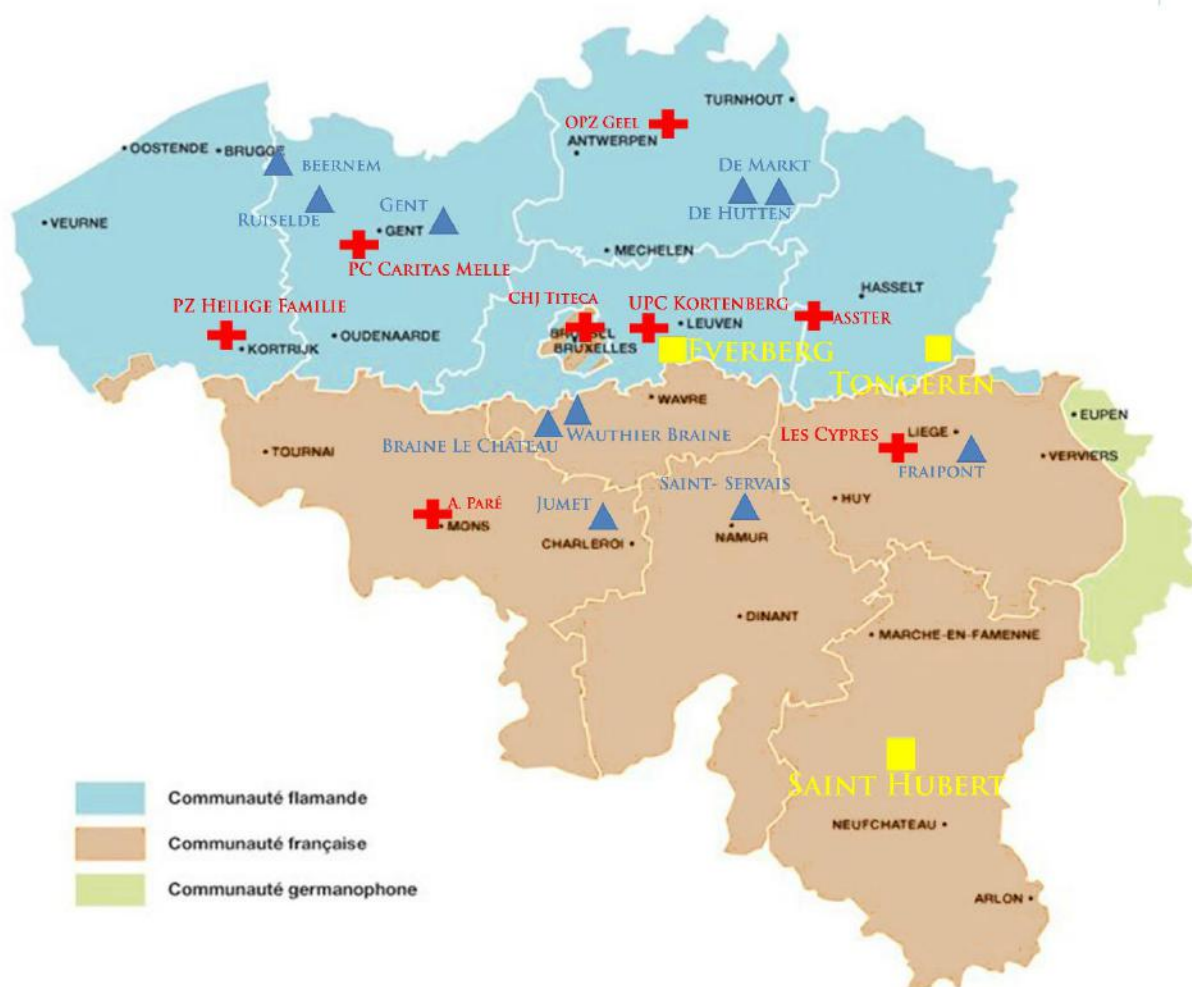 TURNHOUT
OPZ GEEL
ANTWERPEN
OOSTENDE
BRUGGE
BEERNEM
DE MARKT
VEURNE
RUISELDE
GENT
DE HUTTEN
GENT
MECHELEN
PC CARITAS MELLE
HASSELT
PZ HEILIGE FAMILIE
CHJ TITECA
UPC KORTENBERG
ASSTER
LEUVEN
OUDENAARDE
KORTRIJK
BRUXELLES
EVERBERG
TONGEREN
WAVRE
EUPEN
BRAINE LE CHÂTEAU
WAUTHIER BRAINE
LES CYPRES
LIEGE
TOURNAI
VERVIERS
FRAIPONT
SAINT- SERVAIS
HUY
A. PARÉ
MONS
JUMET
NAMUR
CHARLEROI
DINANT
MARCHE-EN-FAMENNE
SAINT HUBERT
Communauté flamande
NEUFCHATEAU
Communauté française
Communauté germanophone
ARLON